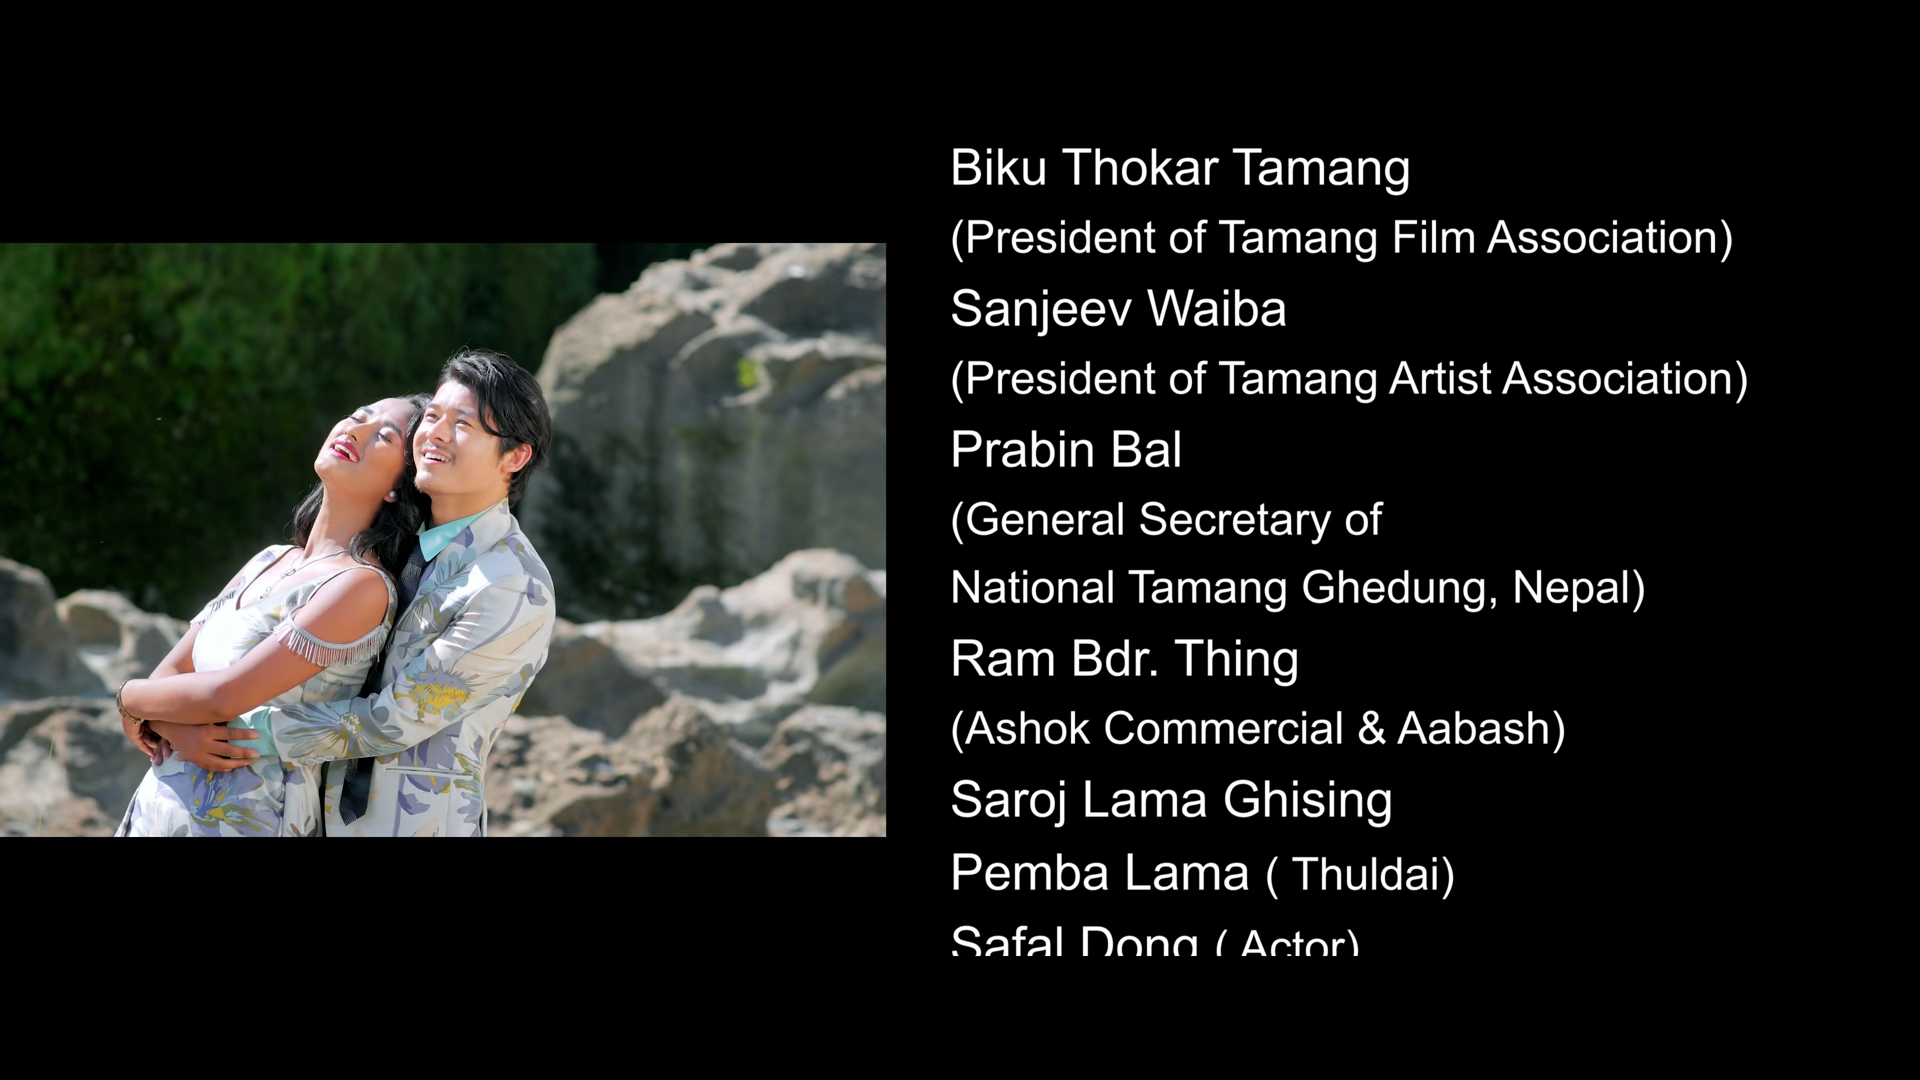 Biku Thokar Tamang
(President of Tamang Film Association)
Sanjeev Waiba
(President of Tamang Artist Association)
Prabin Bal
(General Secretary of
National Tamang Ghedung, Nepal)
Ram Bdr. Thing
(Ashok Commercial & Aabash)
Saroj Lama Ghising
Pemba Lama ( Thuldai)
Safal Dong ( Actor)